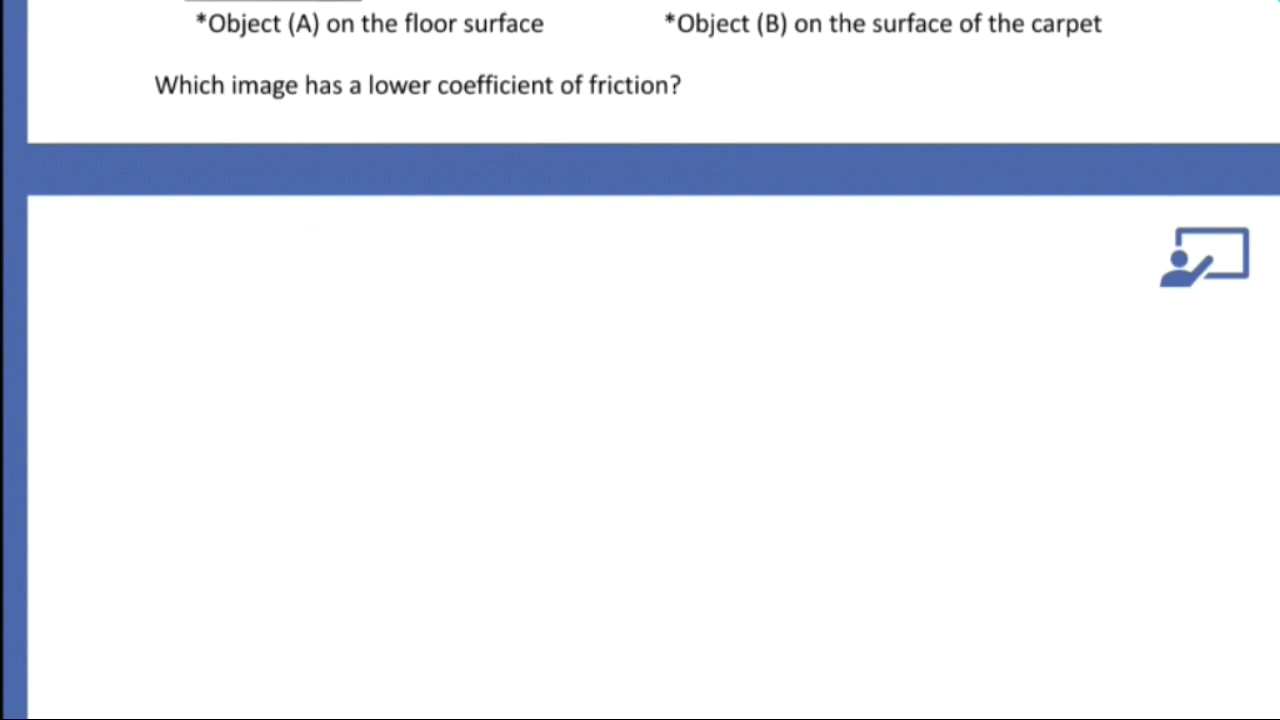 *Object (A) on the floor surface
*Object (B) on the surface of the carpet
Which image has a lower coefficient of friction?